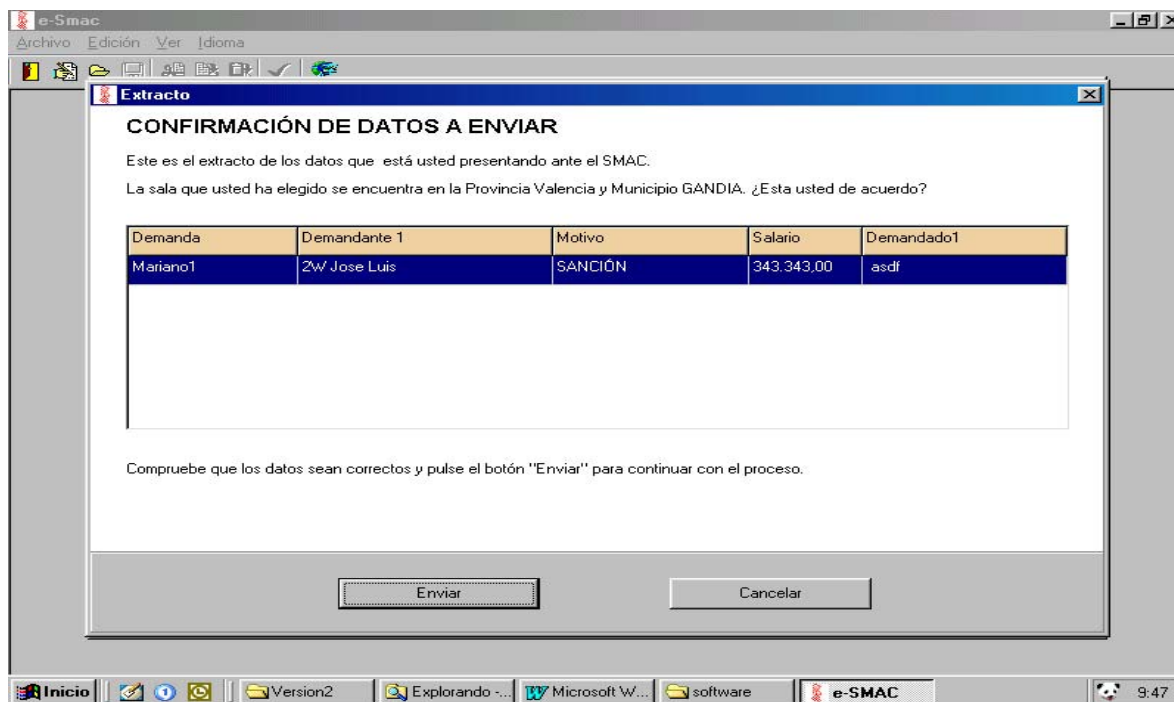 e-Smac
Archivo Edición Ver Idioma
Extracto
CONFIRMACIÓN DE DATOS A ENVIAR
Este es el extracto de los datos que está usted presentando ante el SMAC.
La sala que usted ha elegido se encuentra en la Provincia Valencia y Municipio GANDIA. ¿Esta usted de acuerdo?
Demanda Demandante 1 Motivo Salario Demandado1
Mariano1 2W Jose Luis SANCIÓN 343.343,00 asdf
Compruebe que los datos sean correctos y pulse el botón "Enviar" para continuar con el proceso.
Enviar Cancelar
Inicio Version2 Explorando -... Microsoft W... software e-SMAC 9:47